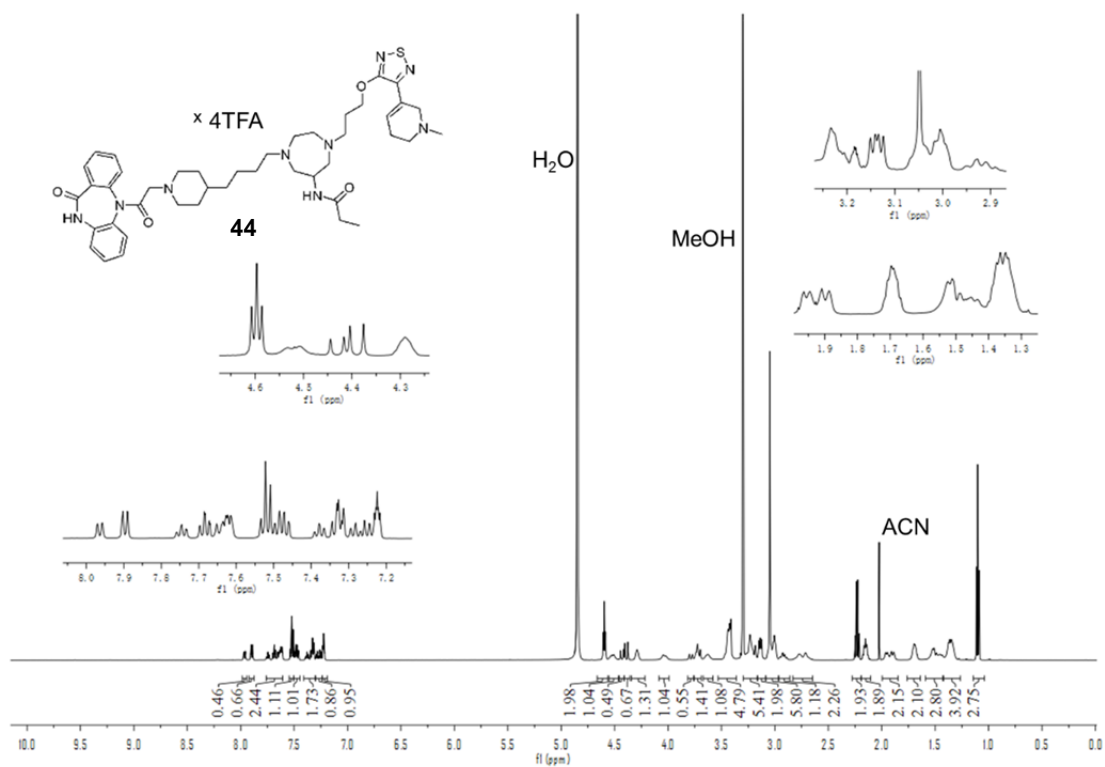 N
S
N
O
N
x 4TFA
N
N
H₂O
O
O
HN
HN
N
O
N
44
MeOH
3.2 3.1 3.0 2.9
f1 (ppm)
4.6 4.5 4.4 4.3
f1 (ppm)
1.9 1.8 1.7 1.6 1.5 1.4 1.3
f1 (ppm)
ACN
8.0 7.9 7.8 7.7 7.6 7.5 7.4 7.3 7.2
f1 (ppm)
0.46 0.66 2.44 1.11 1.01 1.73 0.86 0.95 1.98 1.04 0.49 0.67 1.31 1.04 0.55 1.41 1.08 4.79 5.41 1.98 5.80 1.18 2.26 1.93 1.89 2.15 2.10 2.80 3.92 2.75
10.0 9.5 9.0 8.5 8.0 7.5 7.0 6.5 6.0 5.5 5.0 4.5 4.0 3.5 3.0 2.5 2.0 1.5 1.0 0.5 0.0
f1 (ppm)